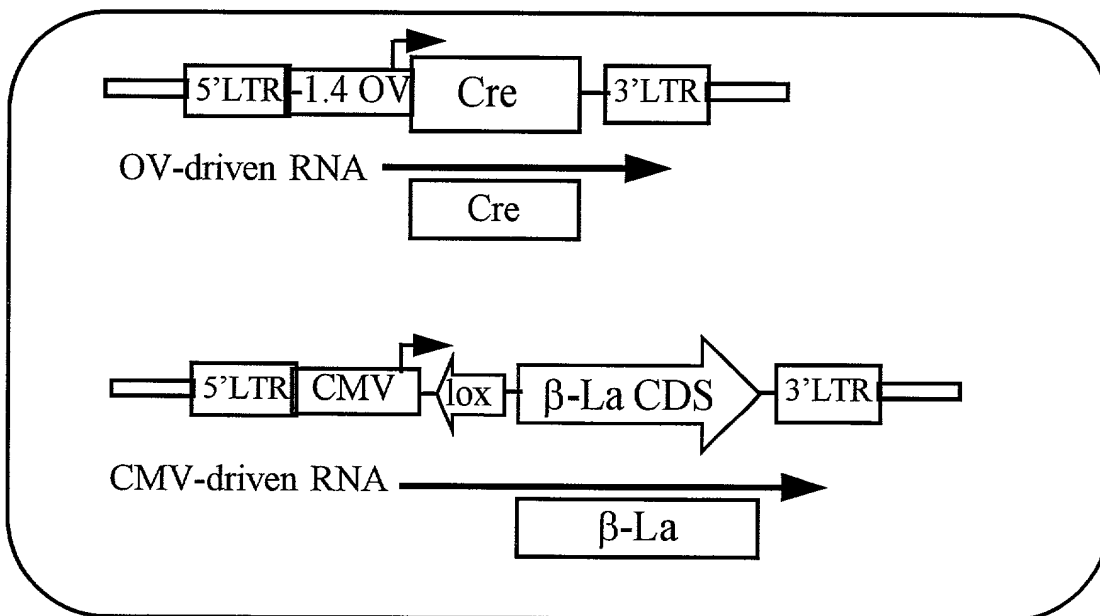 5'LTR -1.4 OV Cre 3'LTR
OV-driven RNA
Cre
5'LTR CMV lox β-La CDS 3'LTR
CMV-driven RNA
β-La